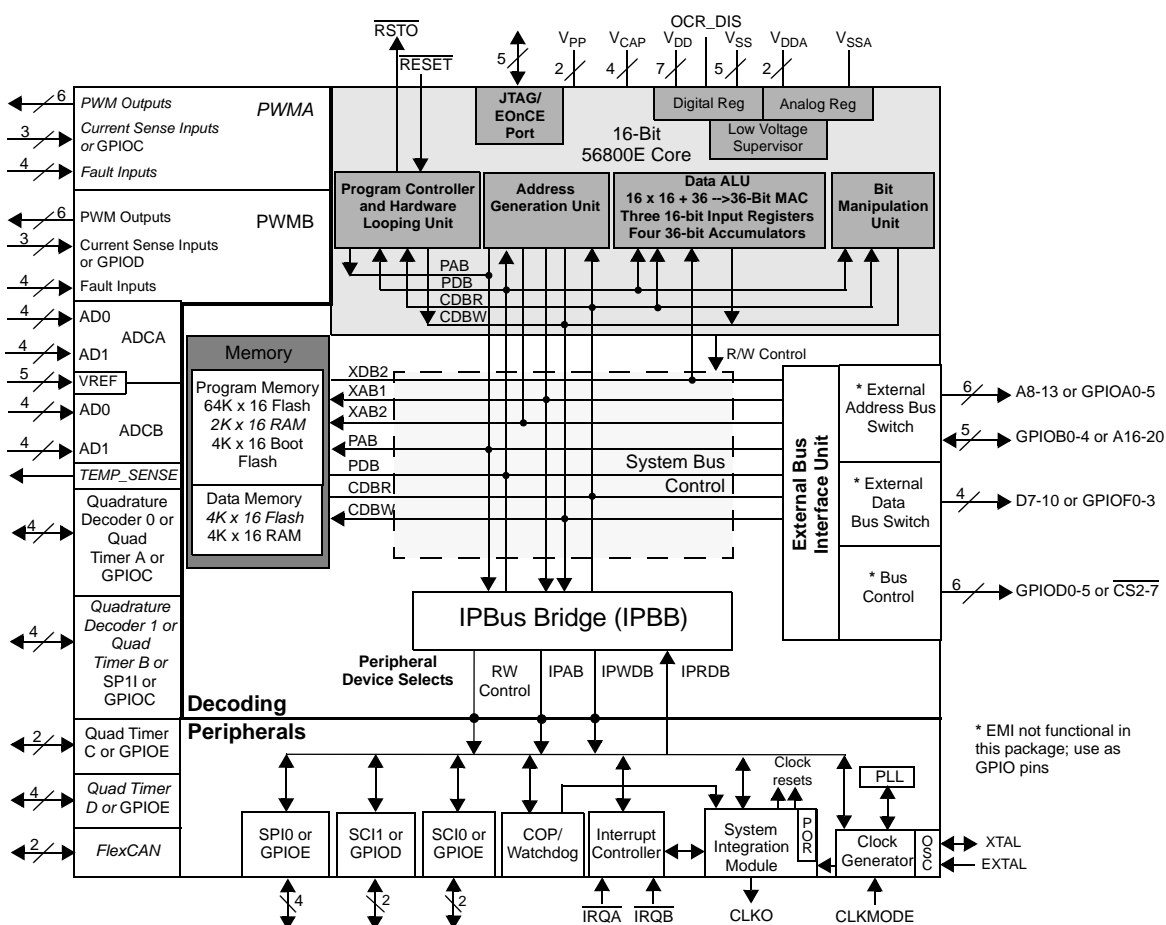 RSTO
RESET
5
VPP
2
VCAP
4
VDD
7
OCR_DIS
VSS
5
VDDA
2
VSSA
JTAG/
EOnCE
Port
Digital Reg
Analog Reg
Low Voltage
Supervisor
16-Bit
56800E Core
Program Controller
and Hardware
Looping Unit
Address
Generation Unit
Data ALU
16 x 16 + 36 -->36-Bit MAC
Three 16-bit Input Registers
Four 36-bit Accumulators
Bit
Manipulation
Unit
PAB
PDB
CDBR
CDBW
6
PWM Outputs
PWMA
3
Current Sense Inputs
or GPIOC
4
Fault Inputs
6
PWM Outputs
PWMB
3
Current Sense Inputs
or GPIOD
4
Fault Inputs
4
AD0
ADCA
4
AD1
5
VREF
4
AD0
ADCB
4
AD1
TEMP_SENSE
4
Quadrature
Decoder 0 or
Quad
Timer A or
GPIOC
4
Quadrature
Decoder 1 or
Quad
Timer B or
SP1I or
GPIOC
2
Quad Timer
C or GPIOE
4
Quad Timer
D or GPIOE
2
FlexCAN
Memory
Program Memory
64K x 16 Flash
2K x 16 RAM
4K x 16 Boot
Flash
Data Memory
4K x 16 Flash
4K x 16 RAM
XDB2
XAB1
XAB2
PAB
PDB
CDBR
CDBW
R/W Control
System Bus
Control
External Bus
Interface Unit
* External
Address Bus
Switch
* External
Data
Bus Switch
* Bus
Control
6
A8-13 or GPIOA0-5
5
GPIOB0-4 or A16-20
4
D7-10 or GPIOF0-3
6
GPIOD0-5 or CS2-7
IPBus Bridge (IPBB)
Peripheral
Device Selects
RW
Control
IPAB
IPWDB
IPRDB
Decoding
Peripherals
* EMI not functional in
this package; use as
GPIO pins
Clock
resets
PLL
SPI0 or
GPIOE
SCI1 or
GPIOD
SCI0 or
GPIOE
COP/
Watchdog
Interrupt
Controller
System
Integration
Module
POR
Clock
Generator
OSC
XTAL
EXTAL
4
2
2
IRQA
IRQB
CLKO
CLKMODE